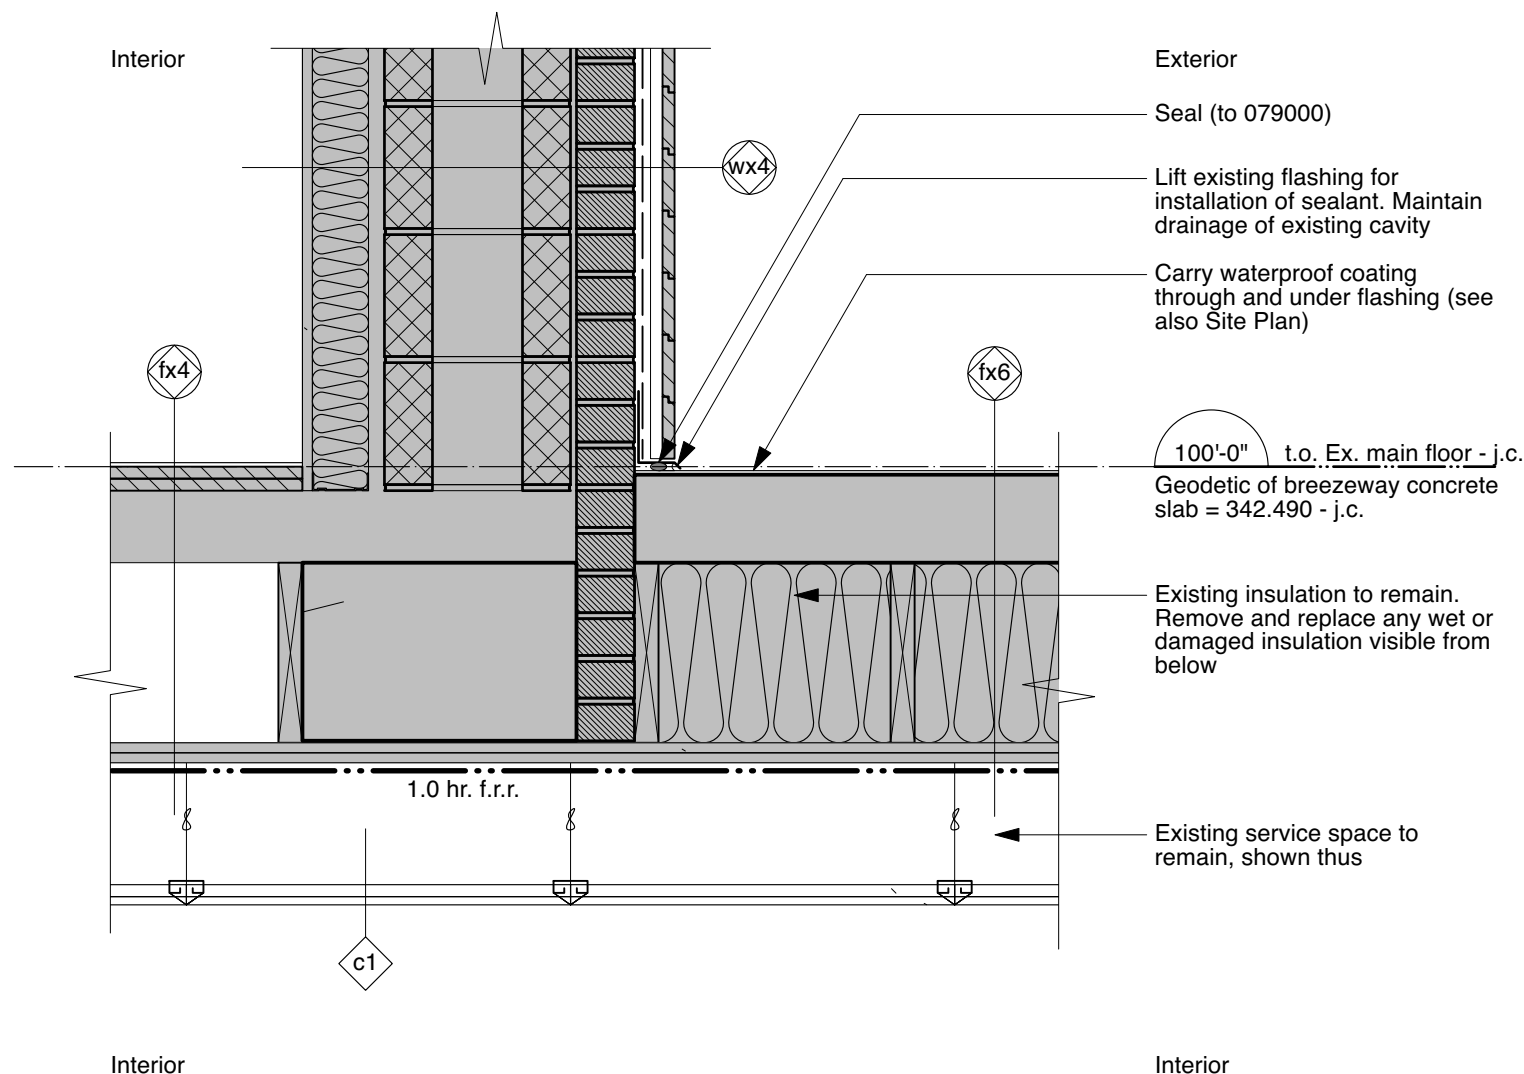 Interior
Exterior
Seal (to 079000)
wx4
Lift existing flashing for
installation of sealant. Maintain
drainage of existing cavity
Carry waterproof coating
through and under flashing (see
also Site Plan)
fx4
fx6
100'-0" t.o. Ex. main floor - j.c.
Geodetic of breezeway concrete
slab = 342.490 - j.c.
Existing insulation to remain.
Remove and replace any wet or
damaged insulation visible from
below
1.0 hr. f.r.r.
Existing service space to
remain, shown thus
c1
Interior
Interior